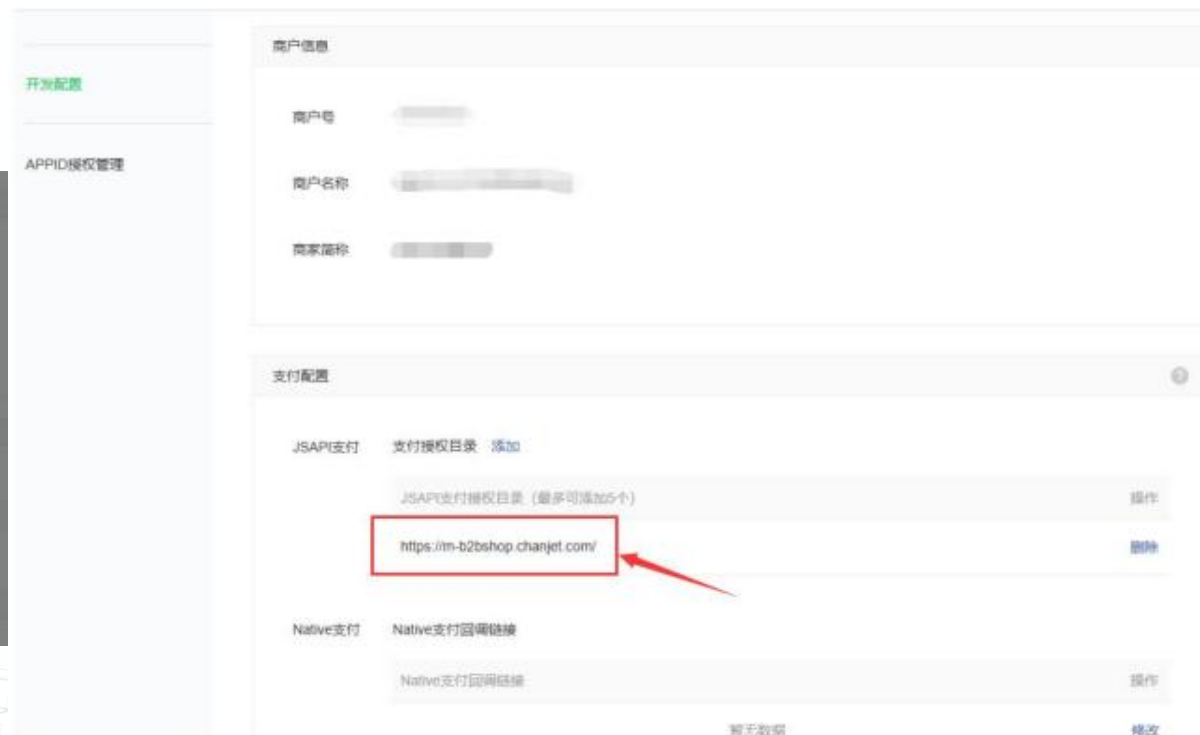 商户信息
开发配置
商户号
APPID授权管理
商户名称
商家简称
支付配置
JSAPI支付 支付授权目录 添加
JSAPI支付授权目录（最多可添加5个） 操作
https://m-b2bshop.chanjet.com/ 删除
Native支付 Native支付回调链接
Native支付回调链接 操作
暂无数据 修改